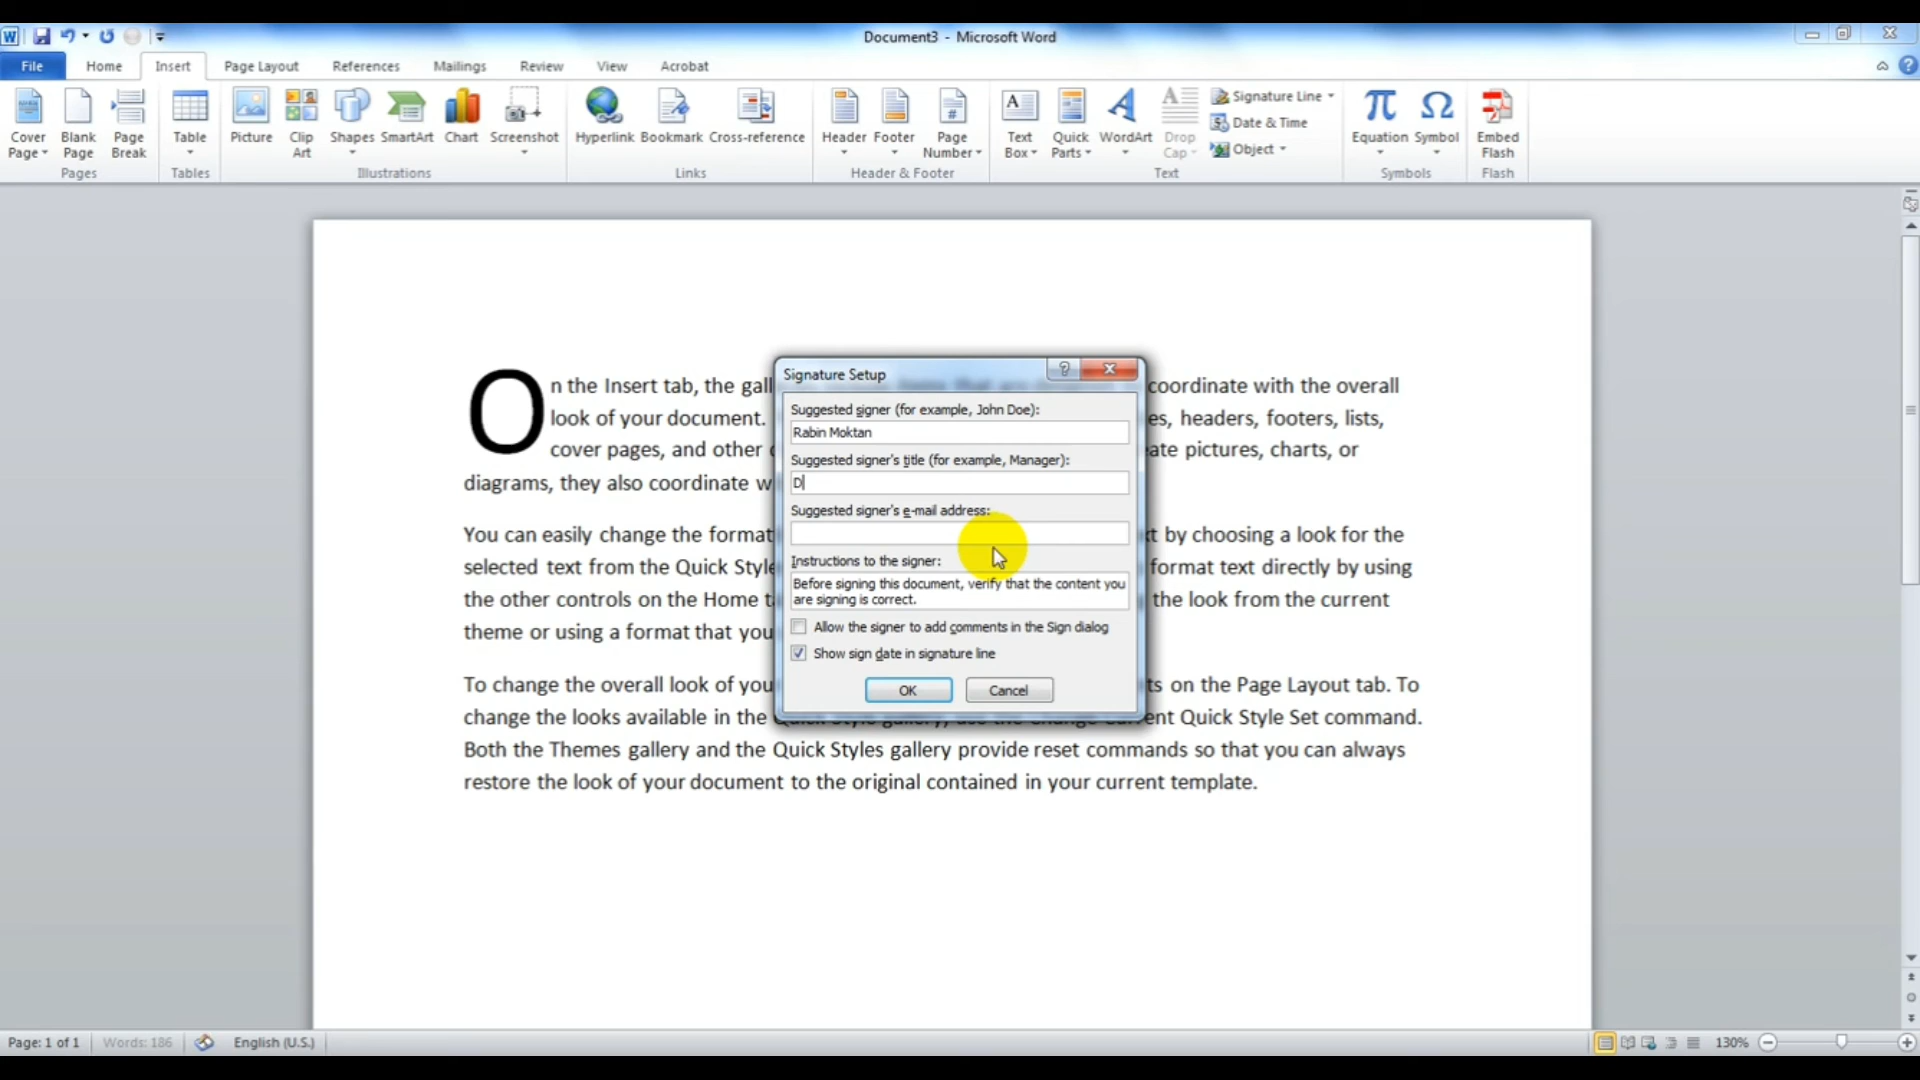 Document3 - Microsoft Word
File Home Insert Page Layout References Mailings Review View Acrobat
Cover Page
Blank Page
Page Break
Table
Picture
Clip Art
Shapes
SmartArt
Chart
Screenshot
Hyperlink
Bookmark
Cross-reference
Header
Footer
Page Number
Text Box
Quick Parts
WordArt
Drop Cap
Signature Line
Date & Time
Object
Equation
Symbol
Embed Flash
Pages Tables Illustrations Links Header & Footer Text Symbols Flash
On the Insert tab, the gall
coordinate with the overall
look of your document.
es, headers, footers, lists,
cover pages, and other
ate pictures, charts, or
diagrams, they also coordinate w
You can easily change the format
t by choosing a look for the
selected text from the Quick Style
format text directly by using
the other controls on the Home t
the look from the current
theme or using a format that you
To change the overall look of you
ts on the Page Layout tab. To
change the looks available in the Quick Style gallery, use the Change Current Quick Style Set command.
Both the Themes gallery and the Quick Styles gallery provide reset commands so that you can always
restore the look of your document to the original contained in your current template.
Signature Setup
Suggested signer (for example, John Doe):
Rabin Moktan
Suggested signer's title (for example, Manager):
D
Suggested signer's e-mail address:
Instructions to the signer:
Before signing this document, verify that the content you
are signing is correct.
Allow the signer to add comments in the Sign dialog
Show sign date in signature line
OK Cancel
Page: 1 of 1 Words: 186 English (U.S.) 130%